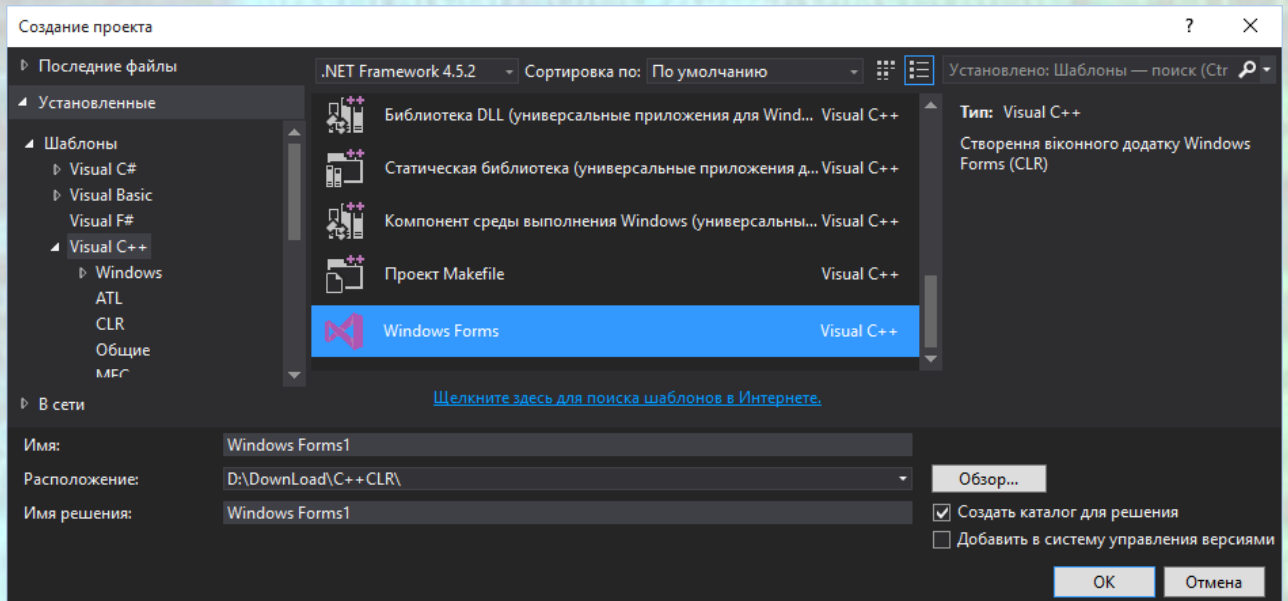 Создание проекта
?
Последние файлы
.NET Framework 4.5.2
Сортировка по: По умолчанию
Установлено: Шаблоны — поиск (Ctr
Установленные
Шаблоны
Visual C#
Visual Basic
Visual F#
Visual C++
Windows
ATL
CLR
Общие
MFC
В сети
Библиотека DLL (универсальные приложения для Wind... Visual C++
Статическая библиотека (универсальные приложения д... Visual C++
Компонент среды выполнения Windows (универсальны... Visual C++
Проект Makefile Visual C++
Windows Forms Visual C++
Щелкните здесь для поиска шаблонов в Интернете.
Тип: Visual C++
Створення віконного додатку Windows
Forms (CLR)
Имя: Windows Forms1
Расположение: D:\DownLoad\C++CLR\
Обзор...
Имя решения: Windows Forms1
Создать каталог для решения
Добавить в систему управления версиями
OK
Отмена